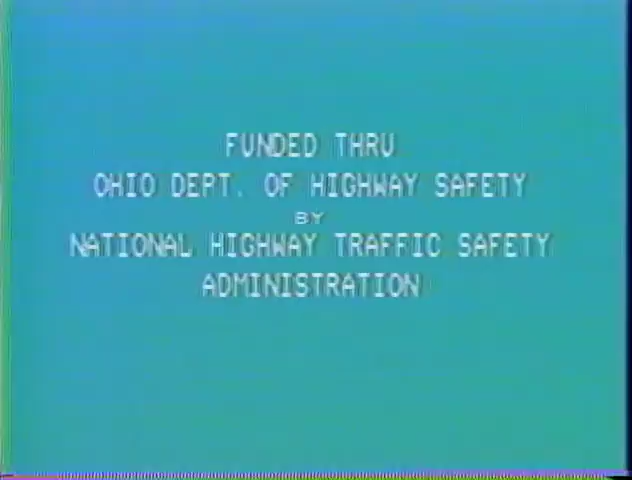 FUNDED THRU
OHIO DEPT. OF HIGHWAY SAFETY
BY
NATIONAL HIGHWAY TRAFFIC SAFETY
ADMINISTRATION